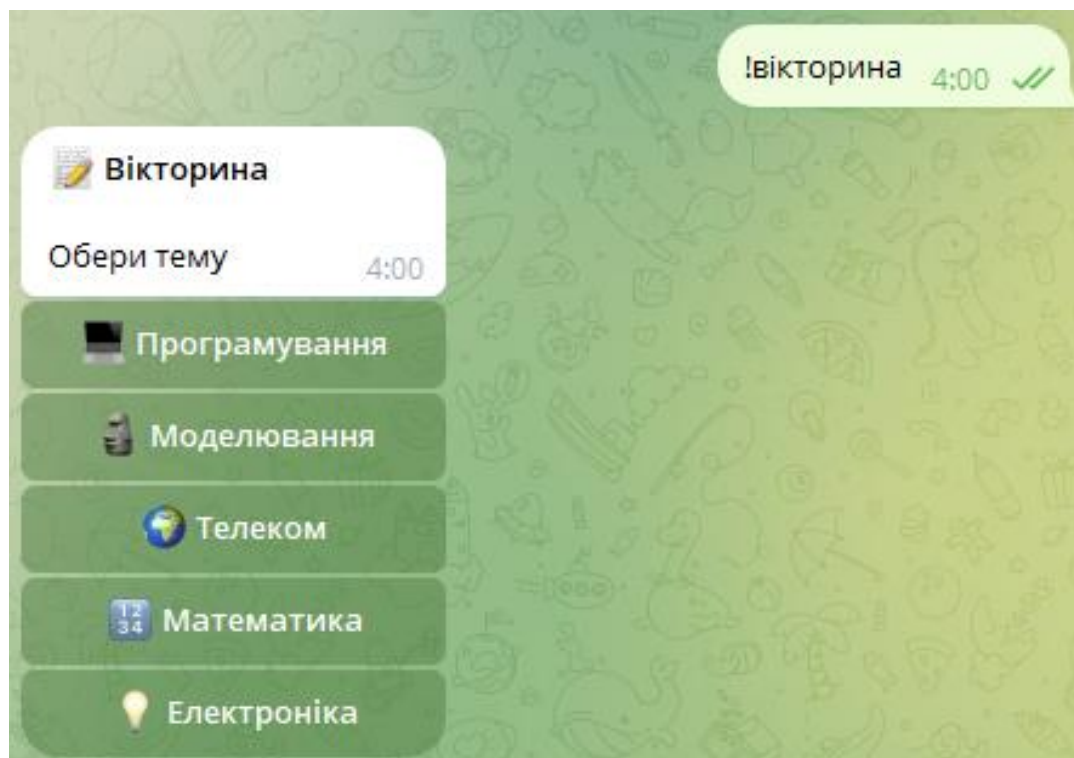 !вікторина 4:00
📝 Вікторина
Обери тему 4:00
💻 Програмування
🗿 Моделювання
🌍 Телеком
🔢 Математика
💡 Електроніка